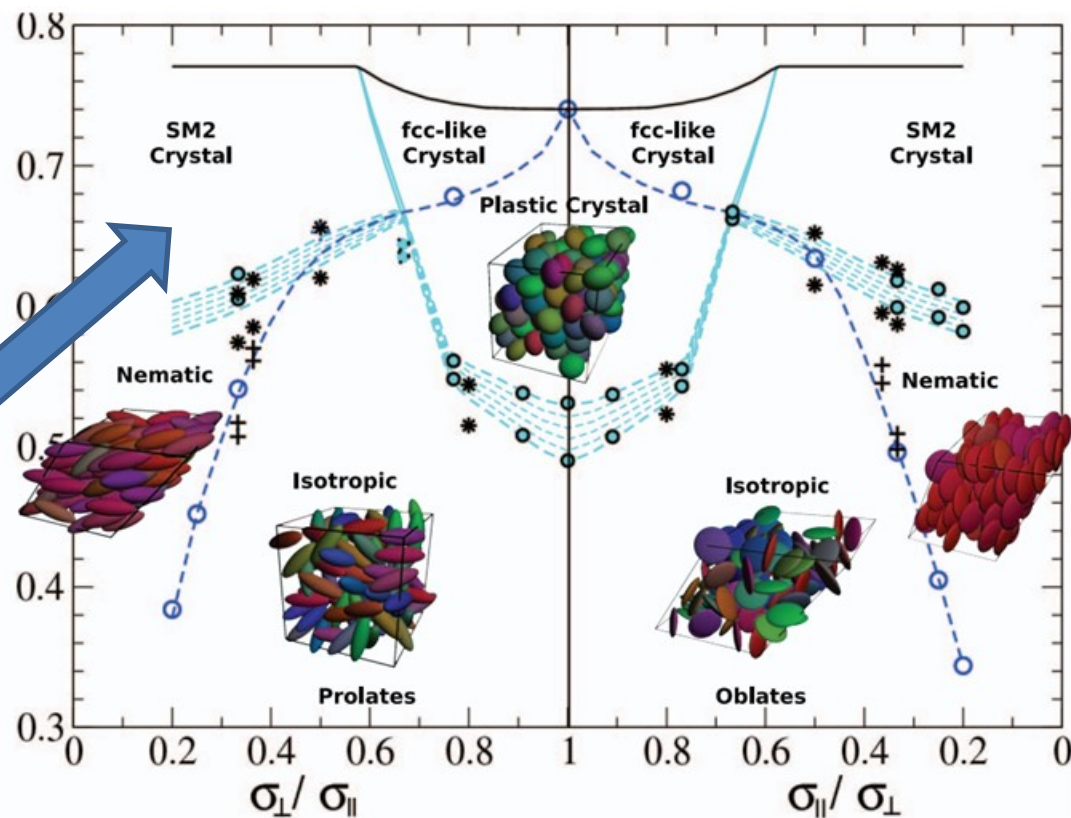 0.8
SM2
Crystal
fcc-like
Crystal
fcc-like
Crystal
SM2
Crystal
0.7
Plastic Crystal
Nematic
Nematic
Isotropic
Isotropic
0.4
Prolates
Oblates
0.3
0 0.2 0.4 0.6 0.8 1 0.8 0.6 0.4 0.2 0
σ⊥/ σ∥
σ∥/ σ⊥